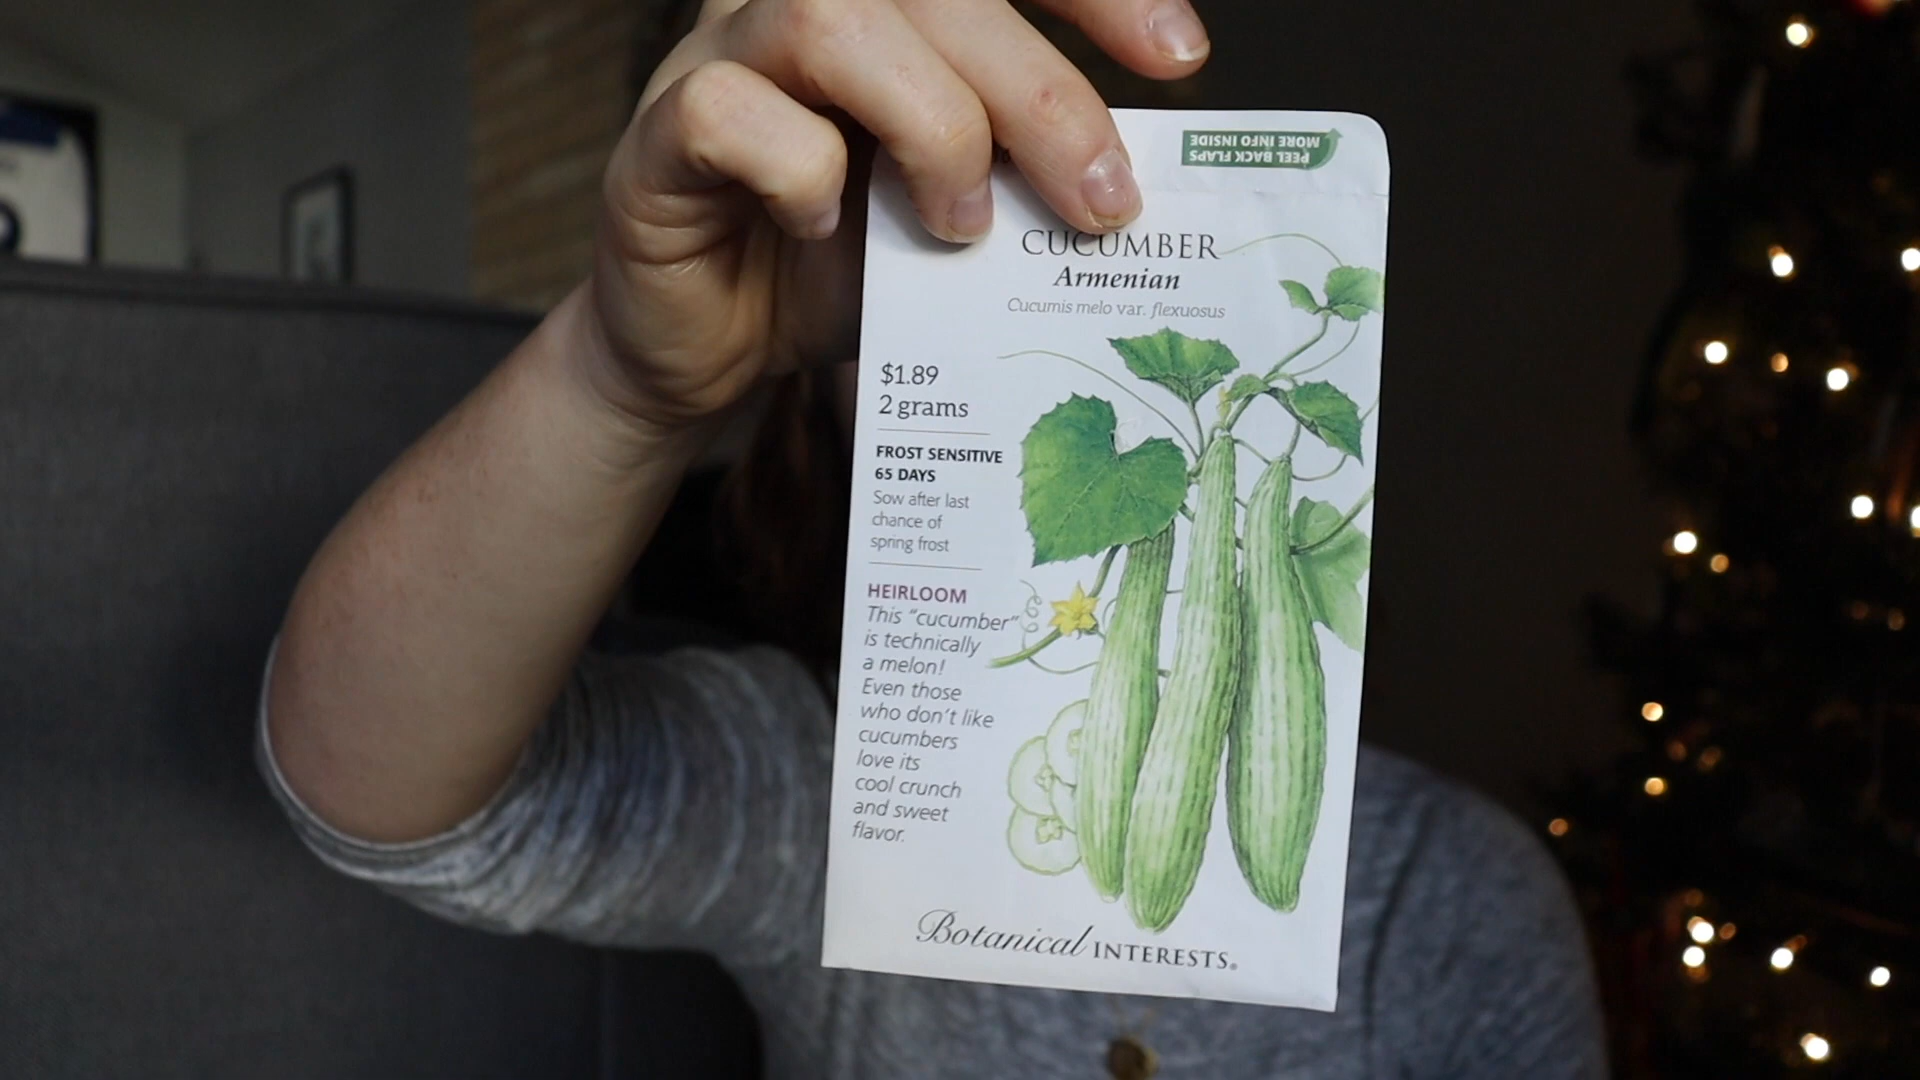 PEEL BACK FLAPS
MORE INFO INSIDE
CUCUMBER
Armenian
Cucumis melo var. flexuosus
$1.89
2 grams
FROST SENSITIVE
65 DAYS
Sow after last
chance of
spring frost
HEIRLOOM
This "cucumber"
is technically
a melon!
Even those
who don't like
cucumbers
love its
cool crunch
and sweet
flavor.
Botanical INTERESTS®